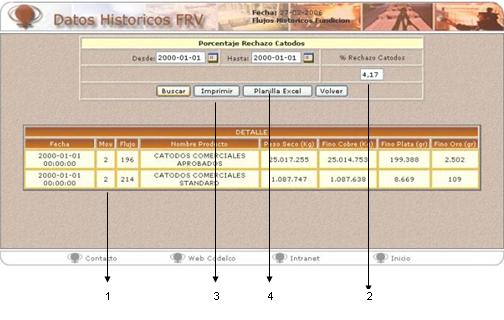 Datos Historicos FRV
Fecha: 27-02-2006
Flujos Historicos Fundicion
Porcentaje Rechazo Catodos
Desde: 2000-01-01 Hasta: 2000-01-01 % Rechazo Catodos
4,17
Buscar Imprimir Planilla Excel Volver
DETALLE
Fecha Mov Flujo Nombre Producto Peso Seco (Kg) Fino Cobre (Kg) Fino Plata (gr) Fino Oro (gr)
2000-01-01 00:00:00 2 196 CATODOS COMERCIALES APROBADOS 25.017.255 25.014.753 199.388 2.502
2000-01-01 00:00:00 2 214 CATODOS COMERCIALES STANDARD 1.087.747 1.087.638 8.669 109
Contacto Web Codelco Intranet Inicio
1 3 4 2